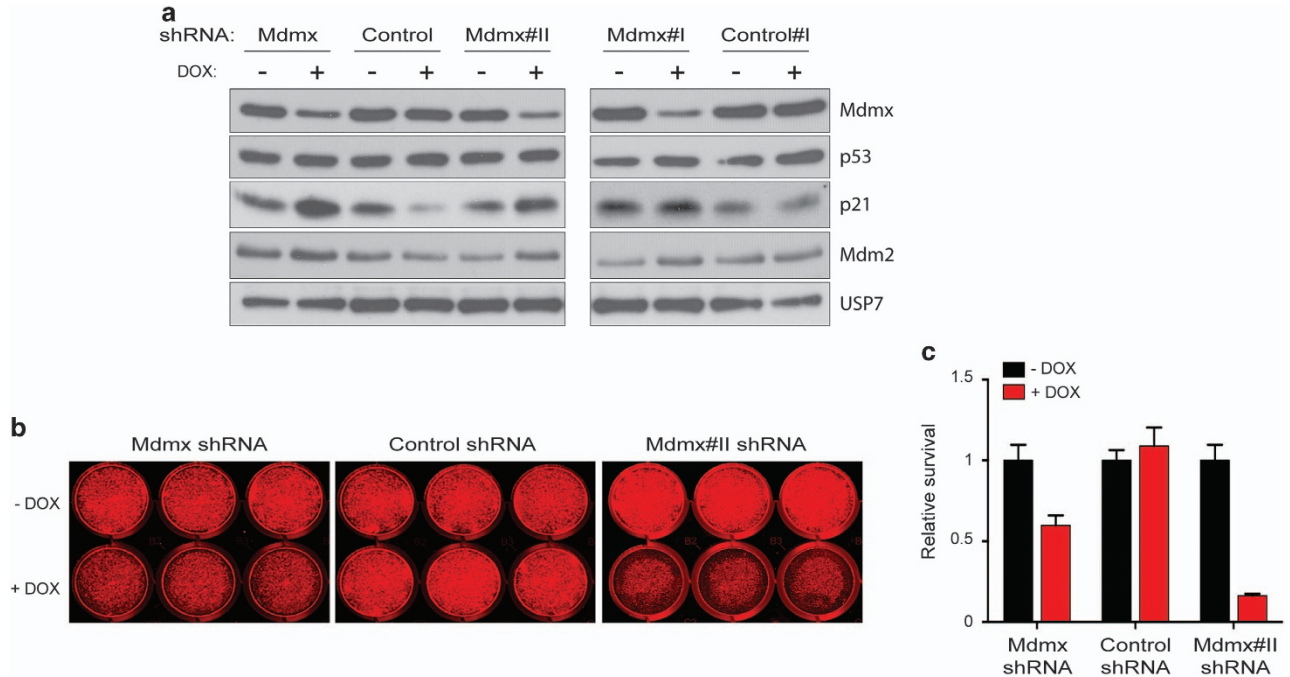 a
shRNA: Mdmx Control Mdmx#II Mdmx#I Control#I
DOX: - + - + - + - + - +
Mdmx
p53
p21
Mdm2
USP7
b
Mdmx shRNA Control shRNA Mdmx#II shRNA
- DOX
+ DOX
B2 B3
c
- DOX
+ DOX
Relative survival
1.5
1
0.5
0
Mdmx shRNA
Control shRNA
Mdmx#II shRNA